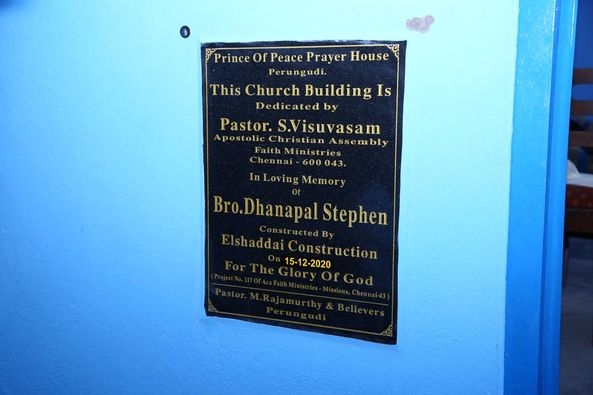 Prince Of Peace Prayer House
Perungudi.
This Church Building Is
Dedicated by
Pastor. S.Visuvasam
Apostolic Christian Assembly
Faith Ministries
Chennai - 600 043.
In Loving Memory
Of
Bro.Dhanapal Stephen
Constructed By
Elshaddai Construction
On 15-12-2020
For The Glory Of God
( Project No. 117 Of Aca Faith Ministries - Missions, Chennai-43 )
Pastor. M.Rajamurthy & Believers
Perungudi